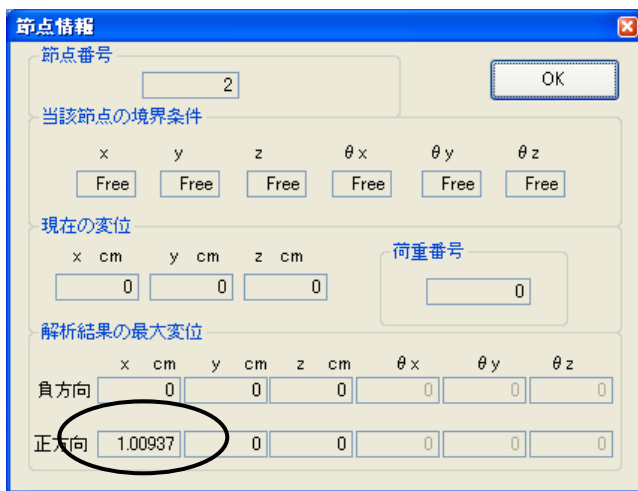 節点情報
節点番号
2
OK
当該節点の境界条件
x y z θx θy θz
Free Free Free Free Free Free
現在の変位
x cm y cm z cm
0 0 0
荷重番号
0
解析結果の最大変位
x cm y cm z cm θx θy θz
負方向 0 0 0 0 0 0
正方向 1.00937 0 0 0 0 0